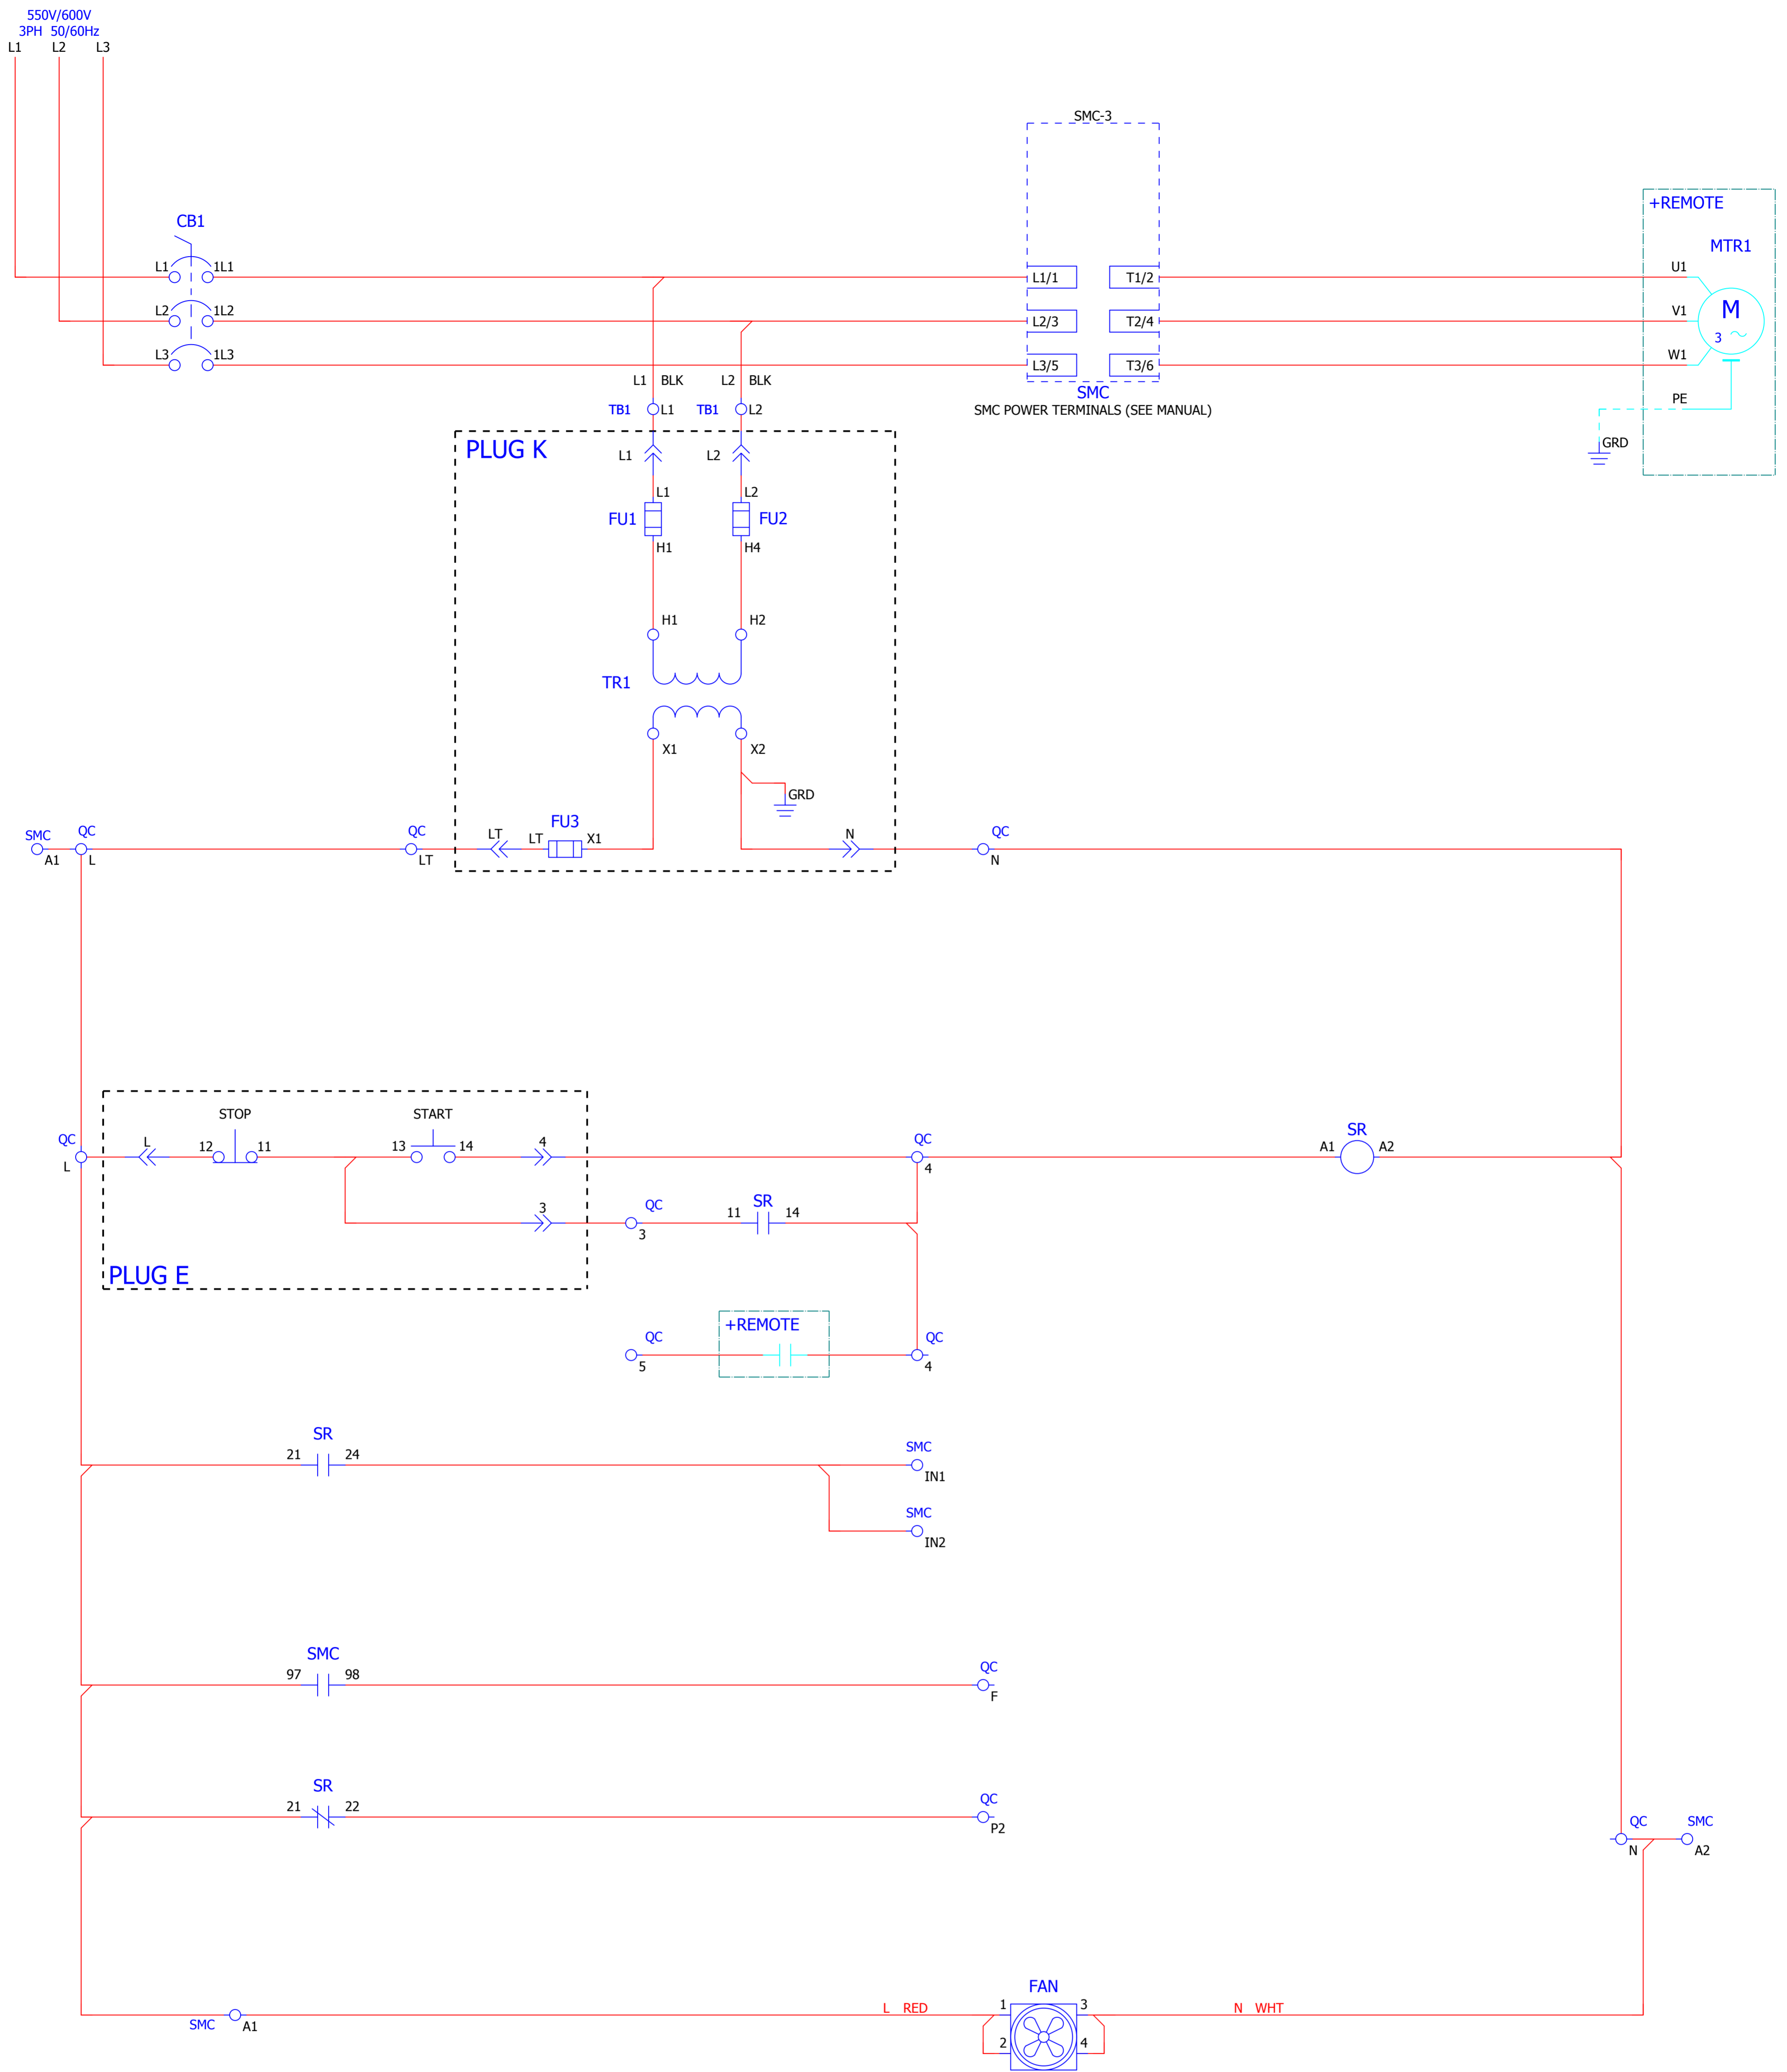 550V/600V
3PH 50/60Hz
L1 L2 L3
SMC-3
+REMOTE
CB1
MTR1
L1 1L1 L1/1 T1/2 U1
L2 1L2 L2/3 T2/4 V1
M
3
L3 1L3 L3/5 T3/6 W1
L1 BLK L2 BLK
SMC
SMC POWER TERMINALS (SEE MANUAL)
TB1 L1 TB1 L2
PE
GRD
PLUG K
L1 L2
L1 L2
FU1 FU2
H1 H4
H1 H2
TR1
X1 X2
GRD
SMC QC QC LT FU3 N QC
LT X1
A1 L LT N
STOP START
QC L 12 11 13 14 4 QC SR
A1 A2
L 4
3 QC 11 SR 14
3
PLUG E
+REMOTE
QC QC
5 4
SR
21 24 SMC
IN1
SMC
IN2
SMC
97 98 QC
F
SR
21 22 QC
P2
QC SMC
N A2
FAN
L RED 1 3 N WHT
SMC A1
2 4